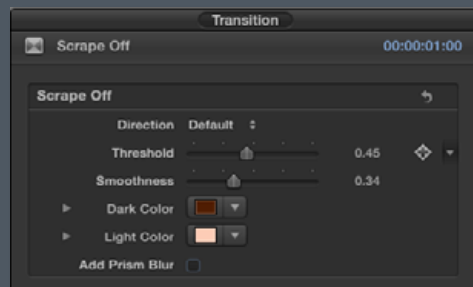 Transition
Scrape Off 00:00:01:00
Scrape Off
Direction Default
Threshold 0.45
Smoothness 0.34
Dark Color
Light Color
Add Prism Blur